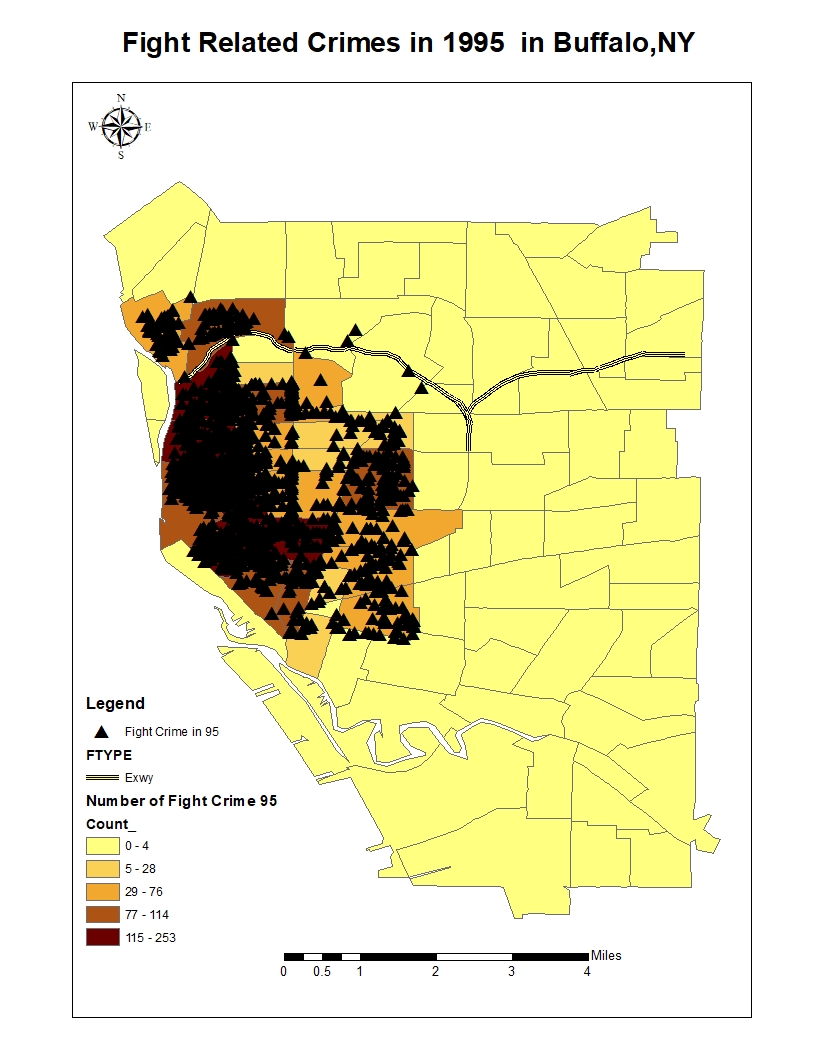 Fight Related Crimes in 1995  in Buffalo,NY
N
W E
S
Legend
Fight Crime in 95
FTYPE
Exwy
Number of Fight Crime 95
Count_
0 - 4
5 - 28
29 - 76
77 - 114
115 - 253
Miles
0 0.5 1 2 3 4